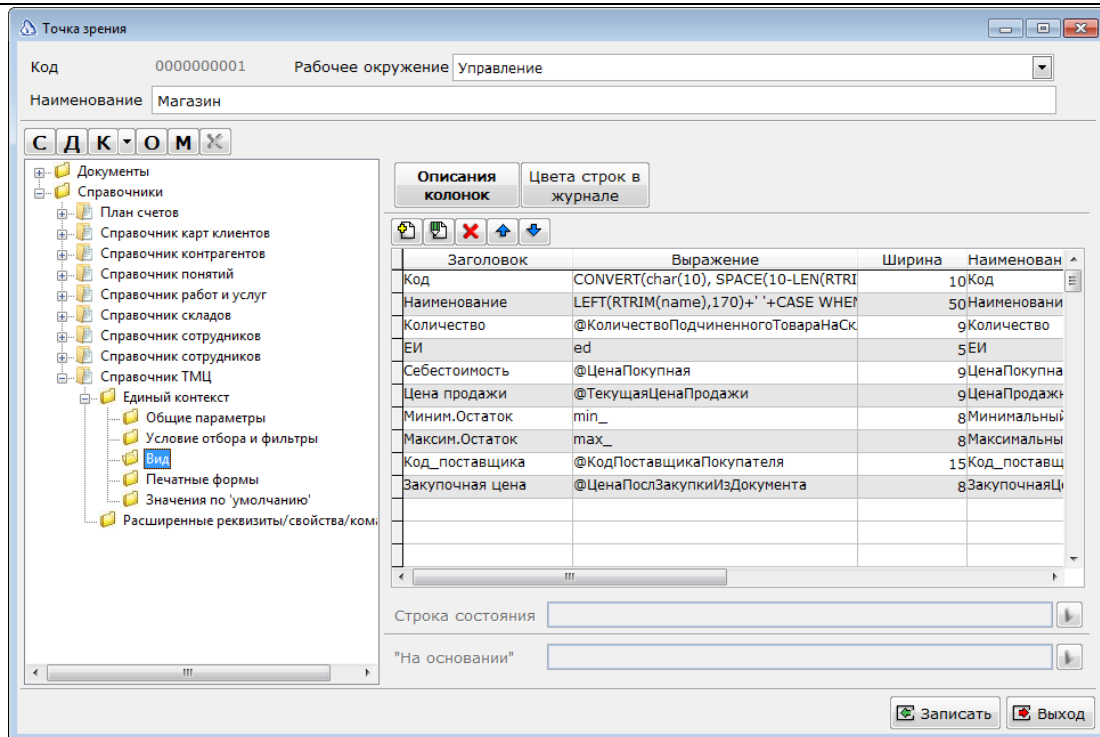 Точка зрения
Код 0000000001 Рабочее окружение Управление
Наименование Магазин
С Д К О М
Документы
Справочники
План счетов
Справочник карт клиентов
Справочник контрагентов
Справочник понятий
Справочник работ и услуг
Справочник складов
Справочник сотрудников
Справочник сотрудников
Справочник ТМЦ
Единый контекст
Общие параметры
Условие отбора и фильтры
Вид
Печатные формы
Значения по 'умолчанию'
Расширенные реквизиты/свойства/кома
Описания колонок
Цвета строк в журнале
Заголовок Выражение Ширина Наименован
Код CONVERT(char(10), SPACE(10-LEN(RTRI 10 Код
Наименование LEFT(RTRIM(name),170)+' '+CASE WHEN 50 Наименовани
Количество @КоличествоПодчиненногоТовараНаСк 9 Количество
ЕИ ed 5 ЕИ
Себестоимость @ЦенаПокупная 9 ЦенаПокупна
Цена продажи @ТекущаяЦенаПродажи 9 ЦенаПродажи
Миним.Остаток min_ 8 Минимальный
Максим.Остаток max_ 8 Максимальны
Код_поставщика @КодПоставщикаПокупателя 15 Код_поставщ
Закупочная цена @ЦенаПослЗакупкиИзДокумента 8 ЗакупочнаяЦе
Строка состояния
"На основании"
Записать Выход